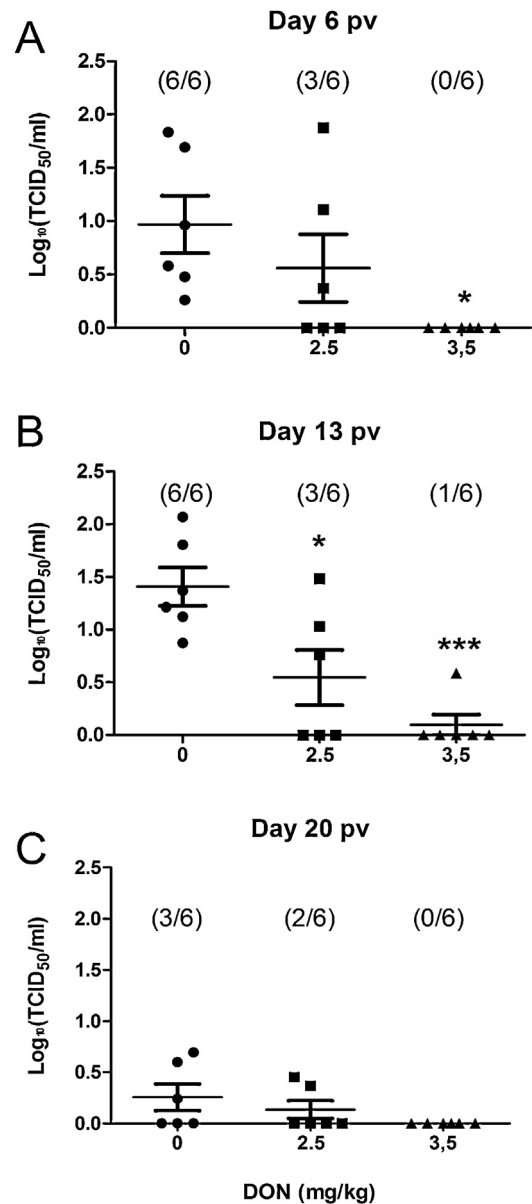 A
Day 6 pv
(6/6) (3/6) (0/6)
Log₁₀(TCID₅₀/ml)
2.5
2.0
1.5
1.0
0.5
0.0
*
0 2.5 3,5
B
Day 13 pv
(6/6) (3/6) (1/6)
Log₁₀(TCID₅₀/ml)
2.5
2.0
1.5
1.0
0.5
0.0
*
***
0 2.5 3,5
C
Day 20 pv
(3/6) (2/6) (0/6)
Log₁₀(TCID₅₀/ml)
2.5
2.0
1.5
1.0
0.5
0.0
0 2.5 3,5
DON (mg/kg)